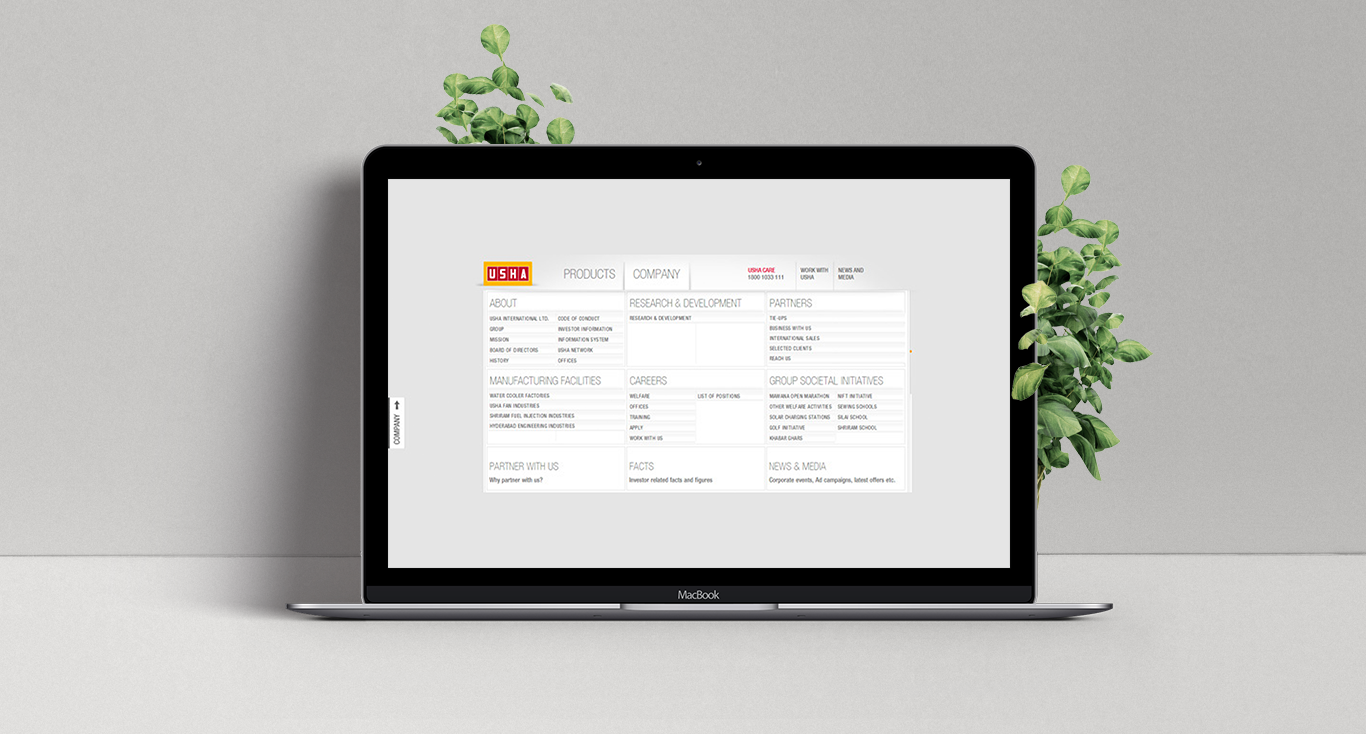 USHA
PRODUCTS
COMPANY
USHA CARE
1800 1033 111
WORK WITH
USHA
NEWS AND
MEDIA
ABOUT
USHA INTERNATIONAL LTD.
GROUP
MISSION
BOARD OF DIRECTORS
HISTORY
CODE OF CONDUCT
INVESTOR INFORMATION
INFORMATION SYSTEM
USHA NETWORK
OFFICES
RESEARCH & DEVELOPMENT
RESEARCH & DEVELOPMENT
PARTNERS
TIE-UPS
BUSINESS WITH US
INTERNATIONAL SALES
SELECTED CLIENTS
REACH US
MANUFACTURING FACILITIES
WATER COOLER FACTORIES
USHA FAN INDUSTRIES
SHRIRAM FUEL INJECTION INDUSTRIES
HYDERABAD ENGINEERING INDUSTRIES
CAREERS
WELFARE
OFFICES
TRAINING
APPLY
WORK WITH US
LIST OF POSITIONS
GROUP SOCIETAL INITIATIVES
MAWANA OPEN MARATHON
OTHER WELFARE ACTIVITIES
SOLAR CHARGING STATIONS
GOLF INITIATIVE
KHABAR GHARS
NIFT INITIATIVE
SEWING SCHOOLS
SILAI SCHOOL
SHRIRAM SCHOOL
PARTNER WITH US
Why partner with us?
FACTS
Investor related facts and figures
NEWS & MEDIA
Corporate events, Ad campaigns, latest offers etc.
COMPANY
MacBook